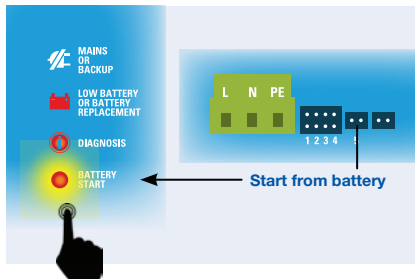 MAINS
OR
BACKUP
LOW BATTERY
OR BATTERY
REPLACEMENT
DIAGNOSIS
BATTERY
START
L N PE
1 2 3 4 5
Start from battery